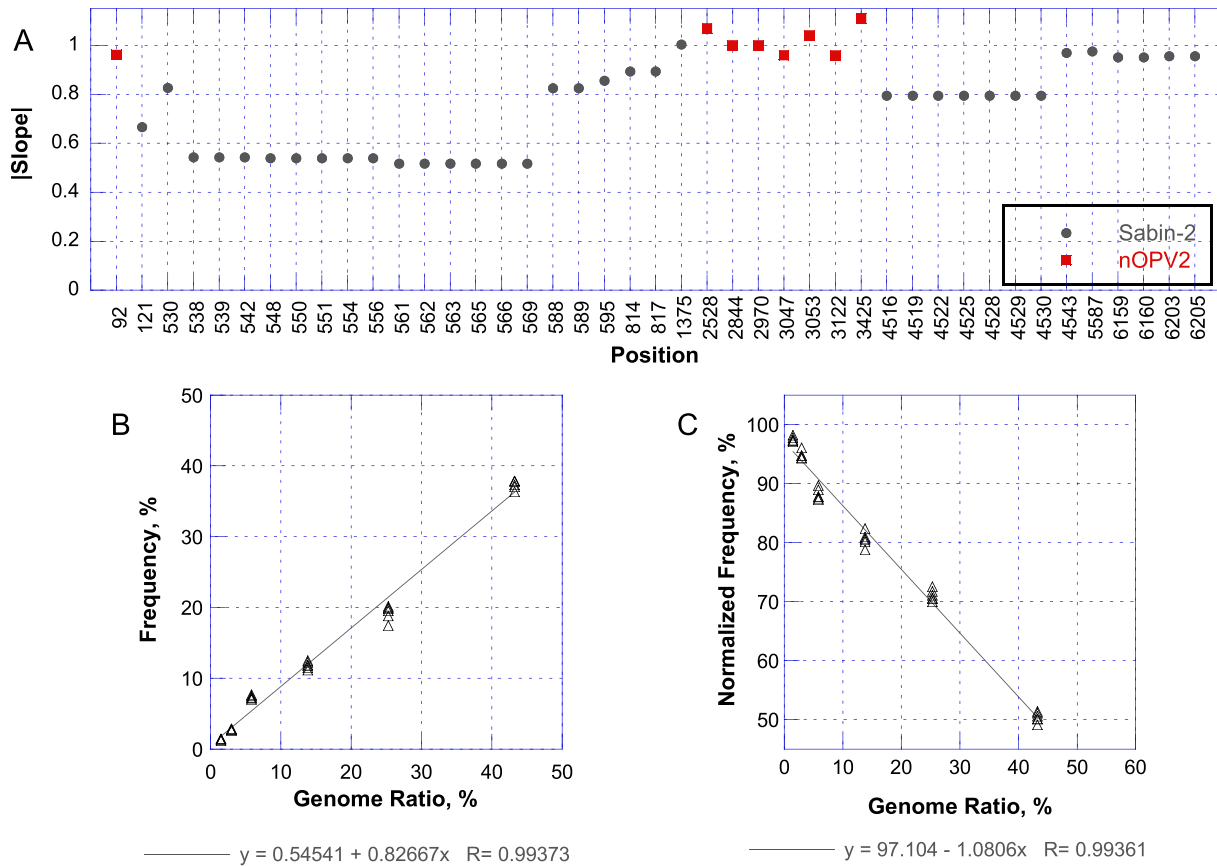 A
|Slope|
1
0.8
0.6
0.4
0.2
0
Sabin-2
nOPV2
92 121 530 538 539 542 548 550 551 554 556 561 562 563 565 566 569 588 589 595 814 817 1375 2528 2844 2970 3047 3053 3122 3425 4516 4519 4522 4525 4528 4529 4530 4543 5587 6159 6160 6203 6205
Position
B
Frequency, %
50
40
30
20
10
0
0 10 20 30 40 50
Genome Ratio, %
y = 0.54541 + 0.82667x R= 0.99373
C
Normalized Frequency, %
100
90
80
70
60
50
0 10 20 30 40 50 60
Genome Ratio, %
y = 97.104 - 1.0806x R= 0.99361